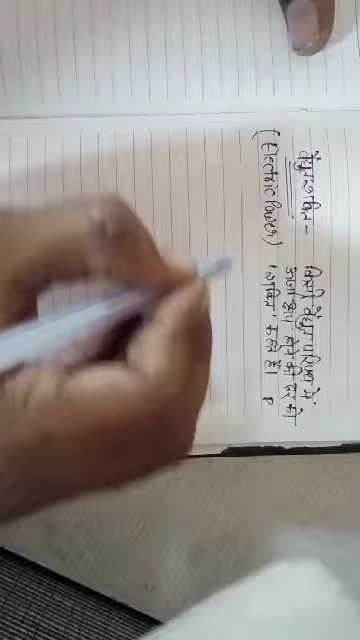 वैद्युत शक्ति - किसी वैद्युत परिपथ में
(Electric Power) ऊर्जा क्षय होने की दर को
'शक्ति' कहते हैं। P